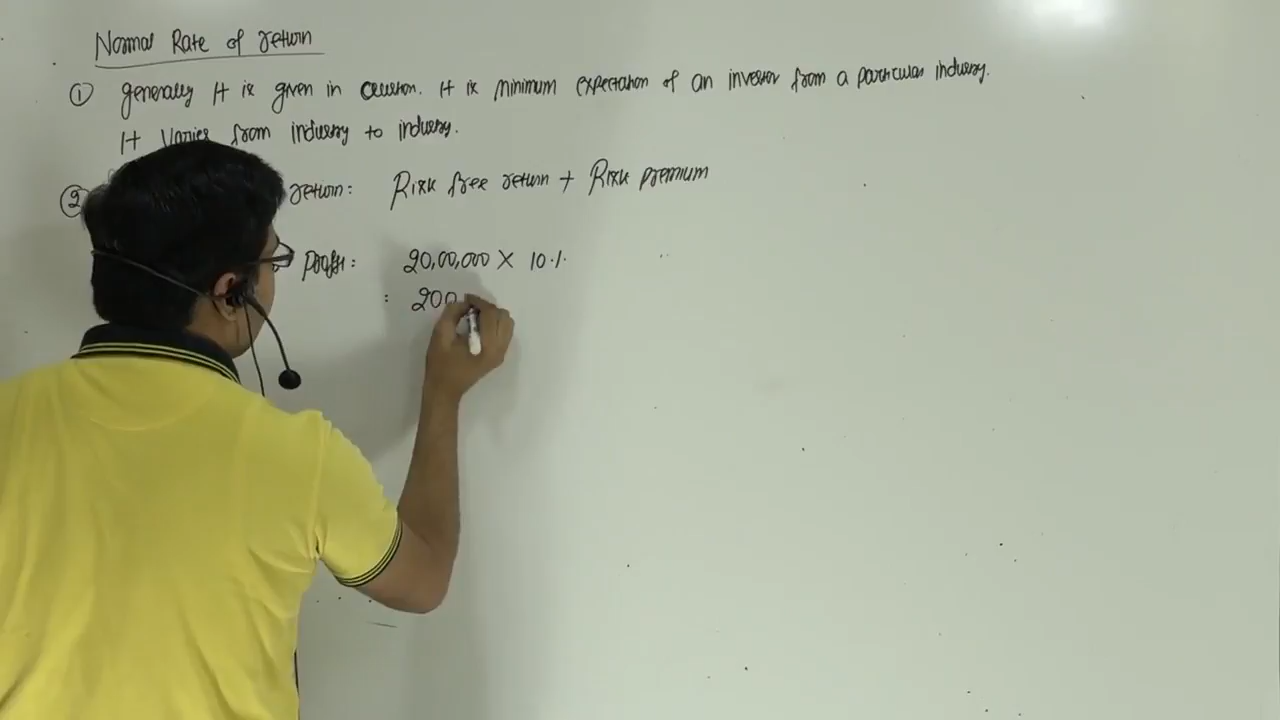 Normal Rate of return
① generally It is given in question. It is minimum expectation of an investor from a particular industry.
It varies from industry to industry.
② return: Risk free return + Risk premium
Profit: 20,00,000 × 10%
: 200